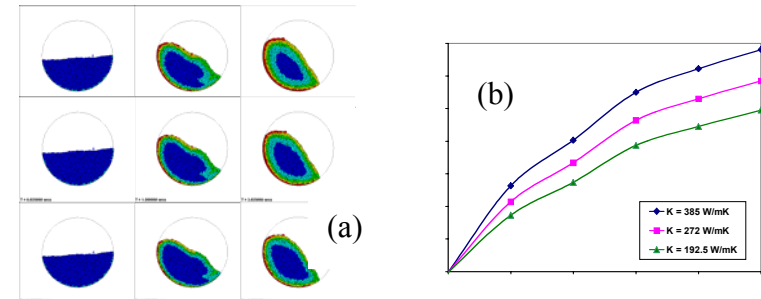 (a)
(b)
K = 385 W/mK
K = 272 W/mK
K = 192.5 W/mK